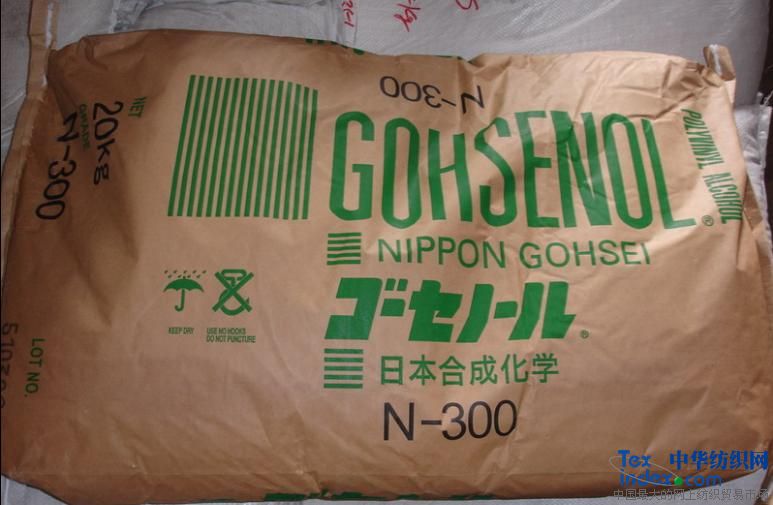 N-300
NET
20kg
GRADE
N-300
GOHSENOL®
POLYVINYL ALCOHOL
NIPPON GOHSEI
ゴーセノール®
日本合成化学
N-300
KEEP DRY
USE NO HOOKS
DO NOT PUNCTURE
LOT NO.
Tex 中华纺织网
Index.com
中国最大的网上纺织贸易市场